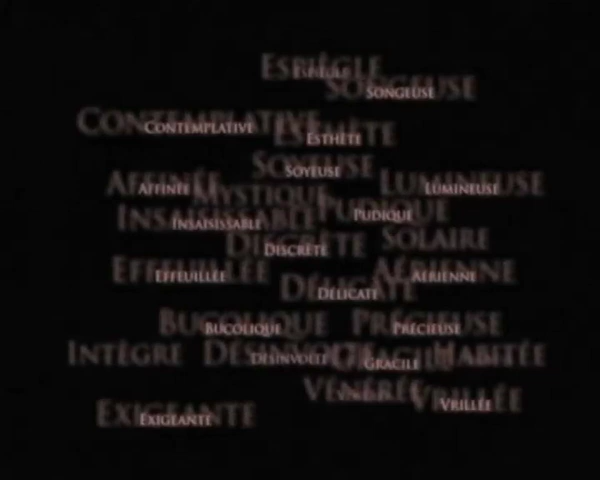 Espiègle
Songeuse
Contemplative Esthète
Soyeuse
Affinée Mystique Lumineuse
Insaisissable Pudique
Discrète Solaire
Effeuillée Aérienne
Délicate
Bucolique Précieuse
Intègre Désinvolte Gracile Habitée
Vénérée Vrillée
Exigeante